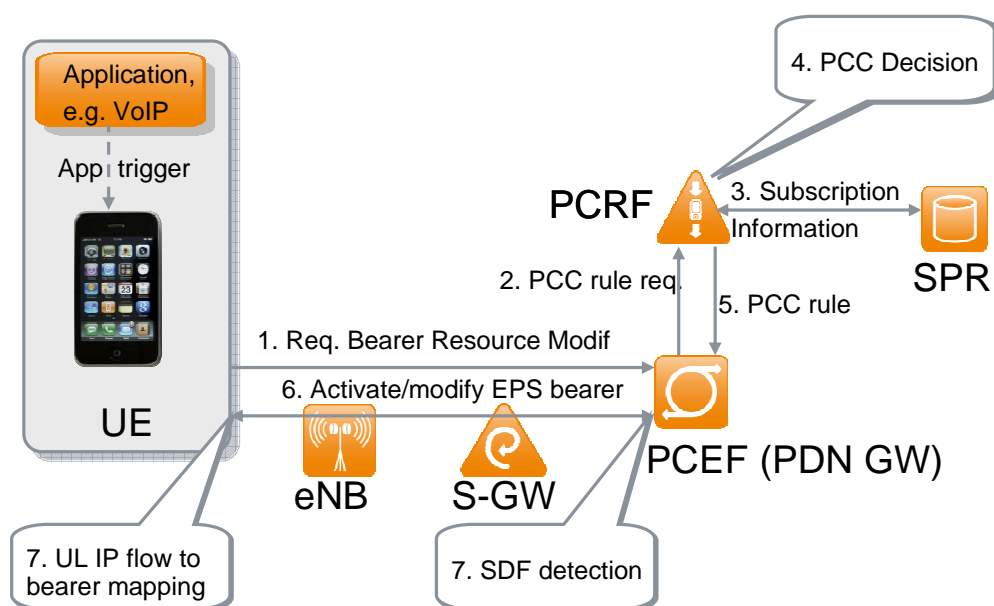 Application,
e.g. VoIP
App trigger
UE
4. PCC Decision
PCRF
3. Subscription
Information
SPR
2. PCC rule req.
5. PCC rule
1. Req. Bearer Resource Modif
6. Activate/modify EPS bearer
eNB
S-GW
PCEF (PDN GW)
7. UL IP flow to
bearer mapping
7. SDF detection